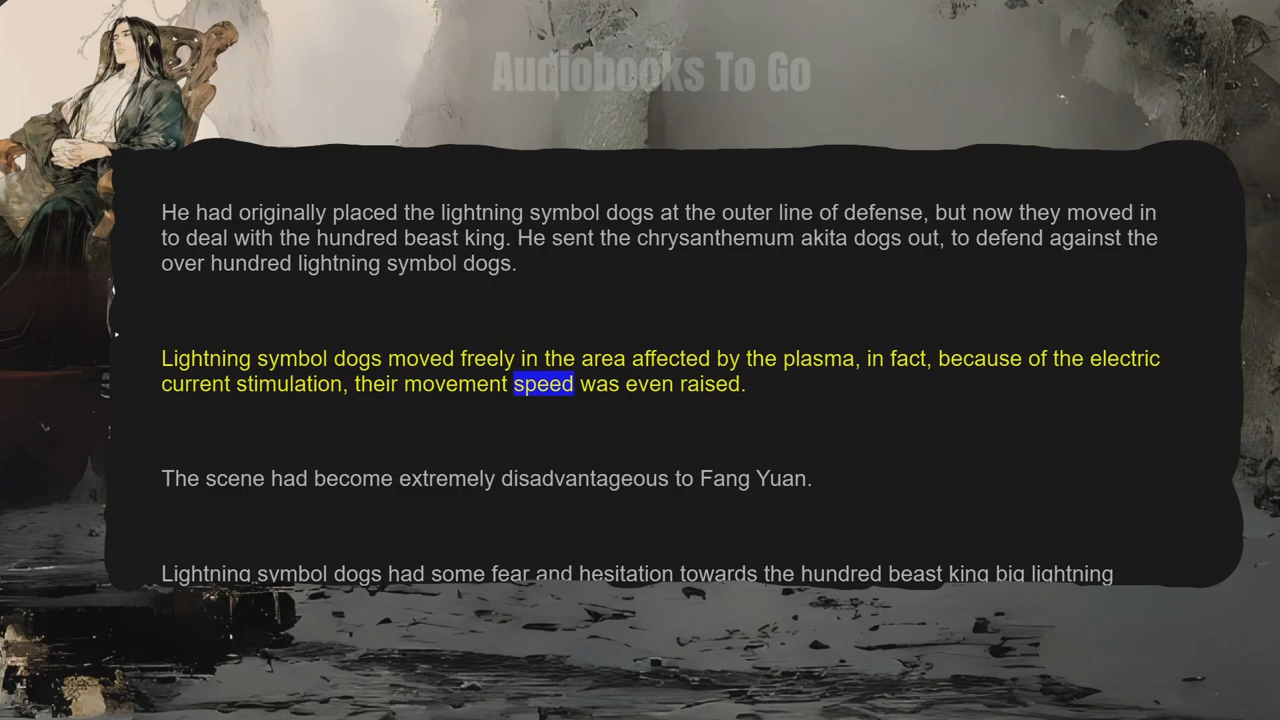 Audiobooks To Go
He had originally placed the lightning symbol dogs at the outer line of defense, but now they moved in
to deal with the hundred beast king. He sent the chrysanthemum akita dogs out, to defend against the
over hundred lightning symbol dogs.
Lightning symbol dogs moved freely in the area affected by the plasma, in fact, because of the electric
current stimulation, their movement speed was even raised.
The scene had become extremely disadvantageous to Fang Yuan.
Lightning symbol dogs had some fear and hesitation towards the hundred beast king big lightning